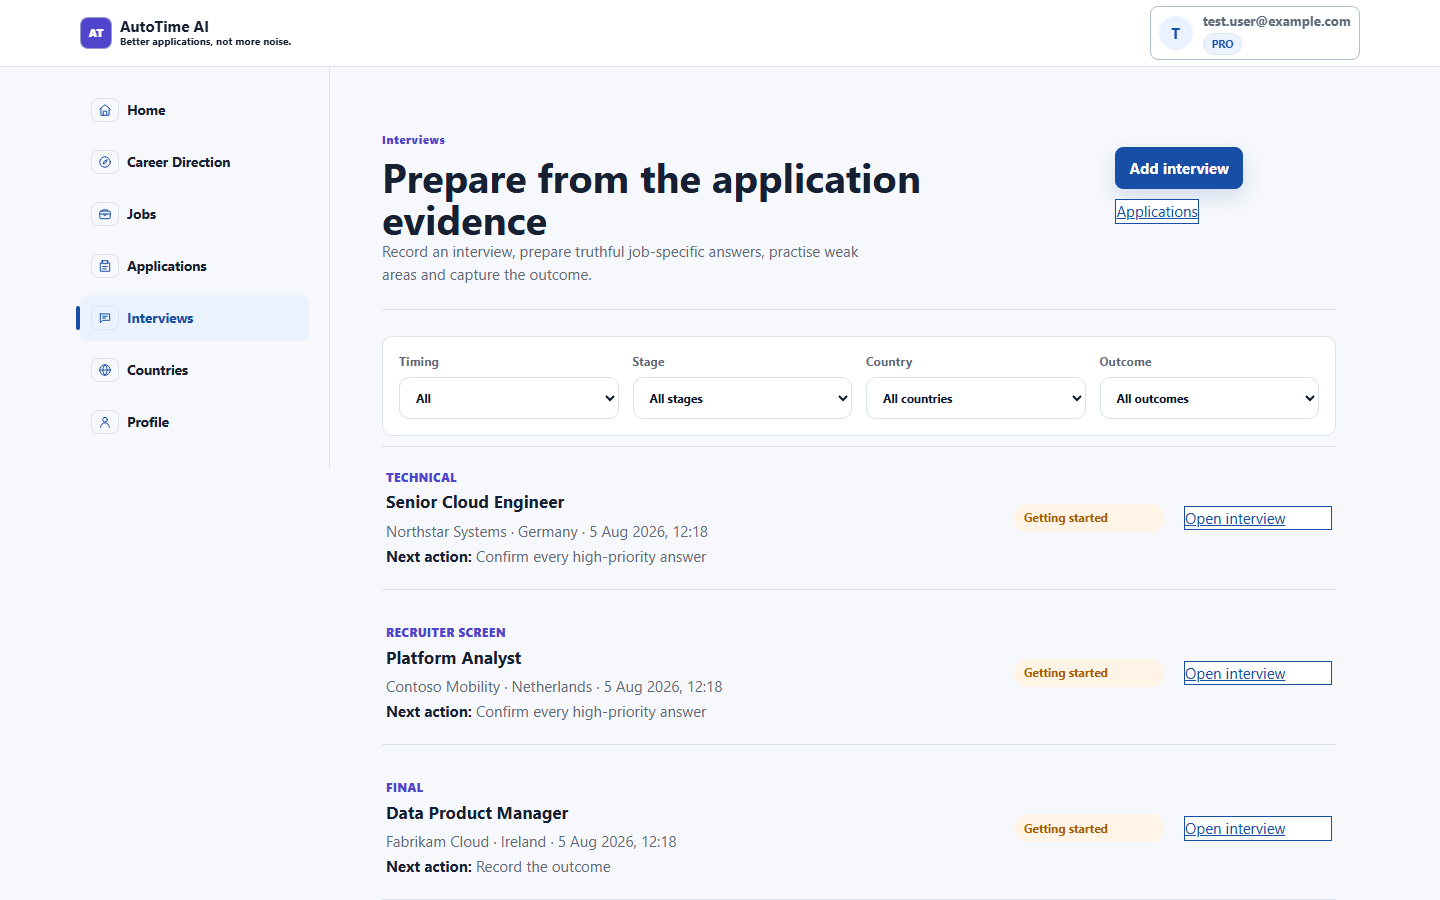 AT
AutoTime AI
Better applications, not more noise.
T
test.user@example.com
PRO
Home
Career Direction
Jobs
Applications
Interviews
Countries
Profile
Interviews
Prepare from the application
evidence
Record an interview, prepare truthful job-specific answers, practise weak
areas and capture the outcome.
Add interview
Applications
Timing
Stage
Country
Outcome
All
All stages
All countries
All outcomes
TECHNICAL
Senior Cloud Engineer
Northstar Systems · Germany · 5 Aug 2026, 12:18
Next action: Confirm every high-priority answer
Getting started
Open interview
RECRUITER SCREEN
Platform Analyst
Contoso Mobility · Netherlands · 5 Aug 2026, 12:18
Next action: Confirm every high-priority answer
Getting started
Open interview
FINAL
Data Product Manager
Fabrikam Cloud · Ireland · 5 Aug 2026, 12:18
Next action: Record the outcome
Getting started
Open interview